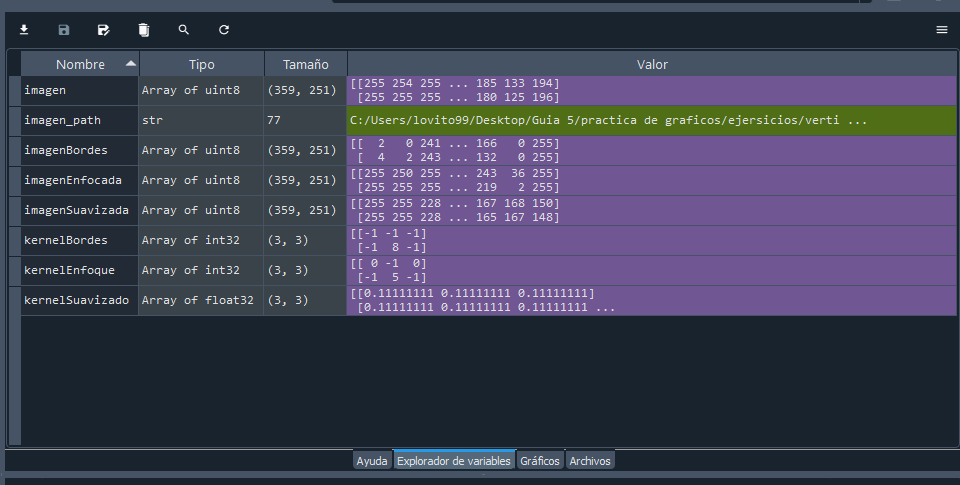 Nombre Tipo Tamaño Valor
imagen Array of uint8 (359, 251) [[255 254 255 ... 185 133 194]
[255 255 255 ... 180 125 196]
imagen_path str 77 C:/Users/lovito99/Desktop/Guia 5/practica de graficos/ejersicios/verti ...
imagenBordes Array of uint8 (359, 251) [[ 2 0 241 ... 166 0 255]
[ 4 2 243 ... 132 0 255]
imagenEnfocada Array of uint8 (359, 251) [[255 250 255 ... 243 36 255]
[255 255 255 ... 219 2 255]
imagenSuavizada Array of uint8 (359, 251) [[255 255 228 ... 167 168 150]
[255 255 228 ... 165 167 148]
kernelBordes Array of int32 (3, 3) [[-1 -1 -1]
[-1 8 -1]
kernelEnfoque Array of int32 (3, 3) [[ 0 -1 0]
[-1 5 -1]
kernelSuavizado Array of float32 (3, 3) [[0.11111111 0.11111111 0.11111111]
[0.11111111 0.11111111 0.11111111 ...
Ayuda Explorador de variables Gráficos Archivos